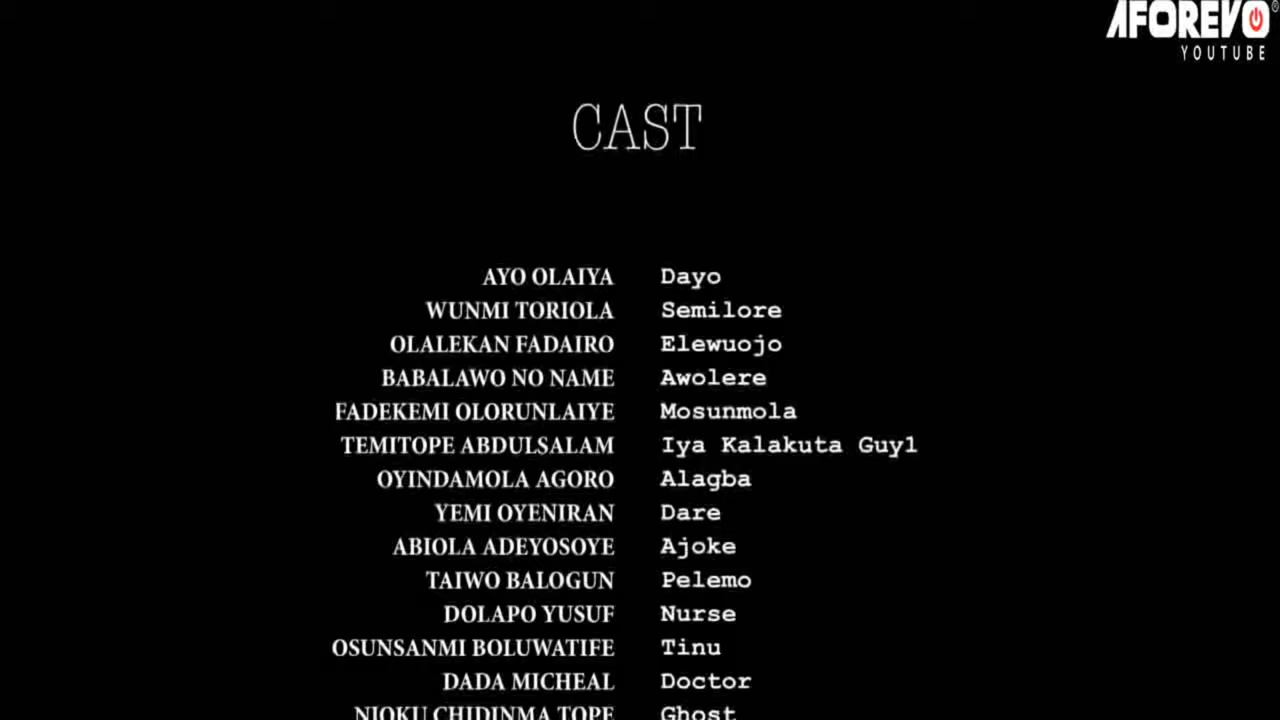 AFOREVO
YOUTUBE
CAST
AYO OLAIYA Dayo
WUNMI TORIOLA Semilore
OLALEKAN FADAIRO Elewuojo
BABALAWO NO NAME Awolere
FADEKEMI OLORUNLAIYE Mosunmola
TEMITOPE ABDULSALAM Iya Kalakuta Guy1
OYINDAMOLA AGORO Alagba
YEMI OYENIRAN Dare
ABIOLA ADEYOSOYE Ajoke
TAIWO BALOGUN Pelemo
DOLAPO YUSUF Nurse
OSUNSANMI BOLUWATIFE Tinu
DADA MICHEAL Doctor
NJOKU CHIDINMA TOPE Ghost